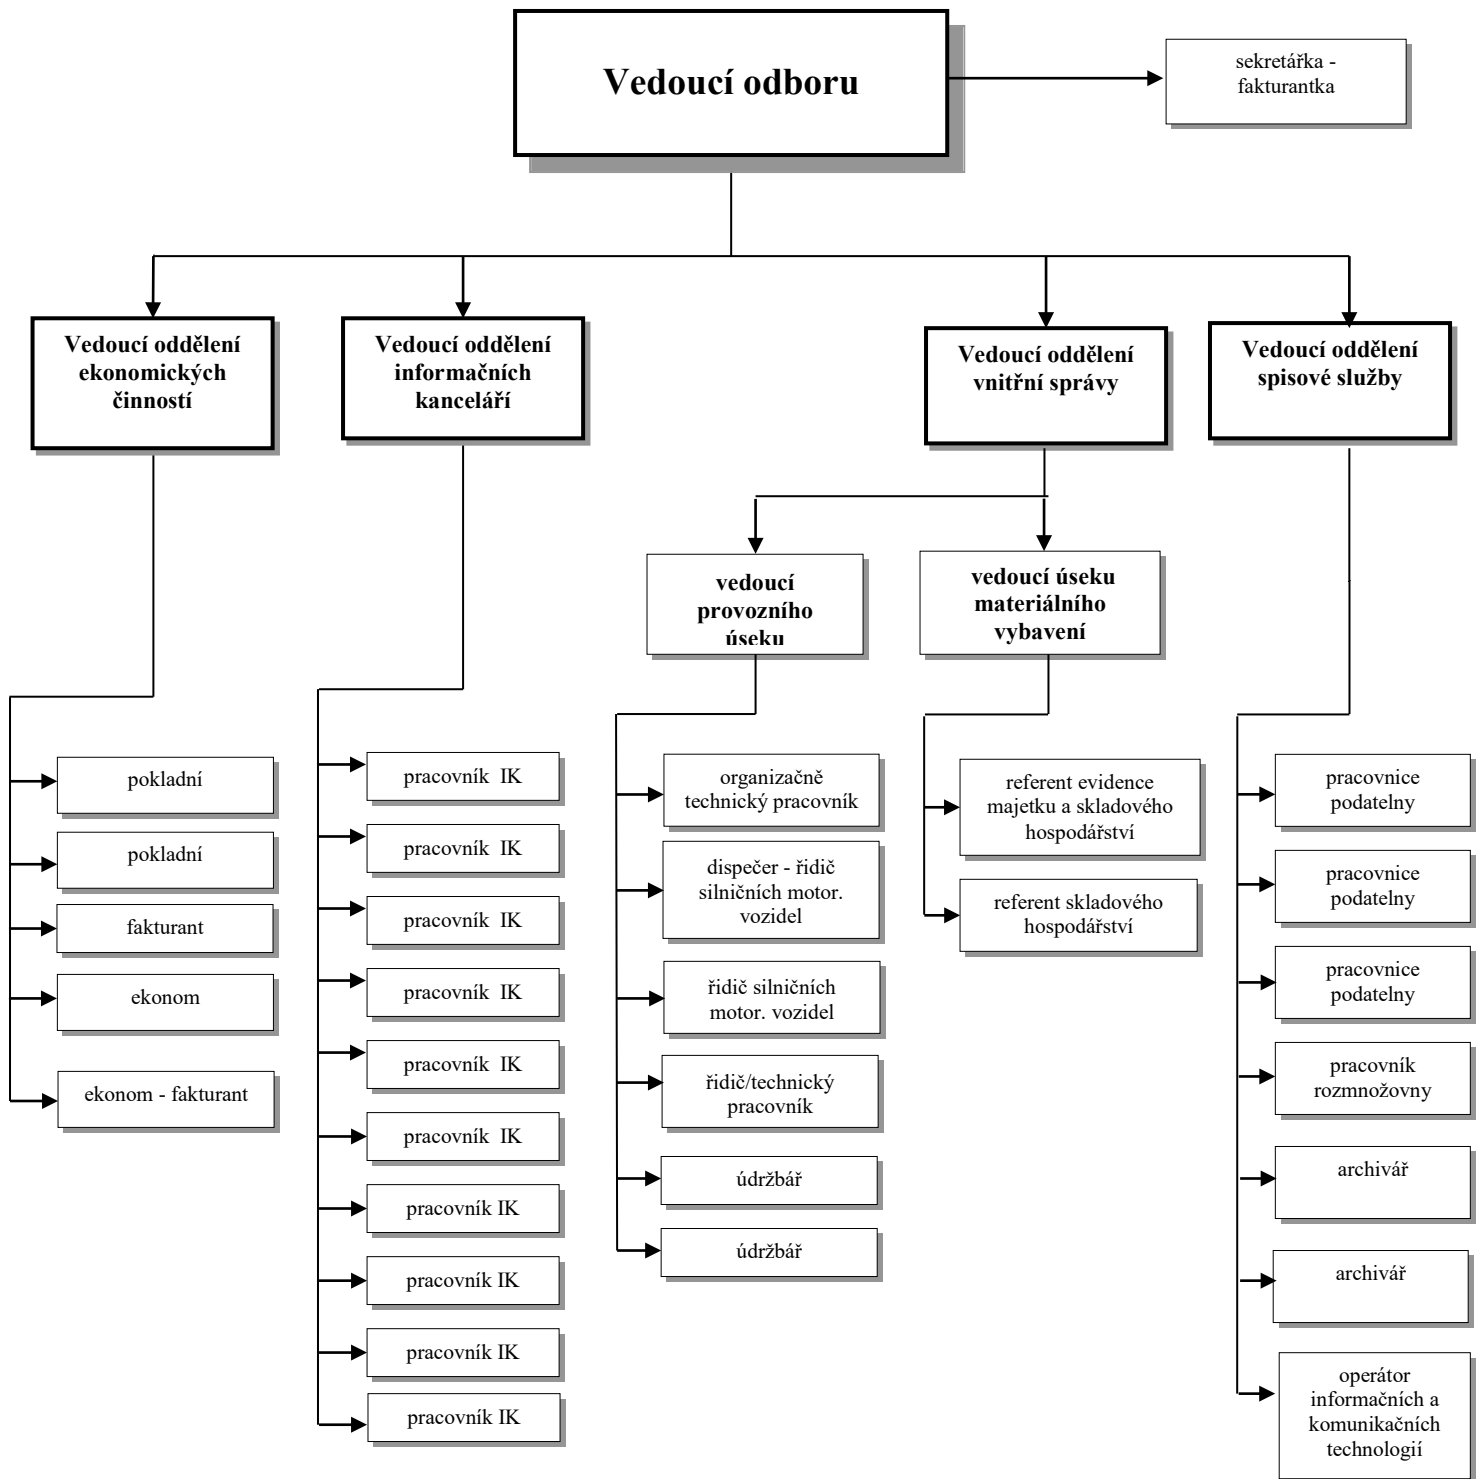 Vedoucí odboru
sekretářka -
fakturantka
Vedoucí oddělení
ekonomických
činností
Vedoucí oddělení
informačních
kanceláří
Vedoucí oddělení
vnitřní správy
Vedoucí oddělení
spisové služby
vedoucí
provozního
úseku
vedoucí úseku
materiálního
vybavení
pokladní
pokladní
fakturant
ekonom
ekonom - fakturant
pracovník  IK
pracovník  IK
pracovník  IK
pracovník  IK
pracovník  IK
pracovník  IK
pracovník IK
pracovník IK
pracovník IK
pracovník IK
organizačně
technický pracovník
dispečer - řidič
silničních motor.
vozidel
řidič silničních
motor. vozidel
řidič/technický
pracovník
údržbář
údržbář
referent evidence
majetku a skladového
hospodářství
referent skladového
hospodářství
pracovnice
podatelny
pracovnice
podatelny
pracovnice
podatelny
pracovník
rozmnožovny
archivář
archivář
operátor
informačních a
komunikačních
technologií